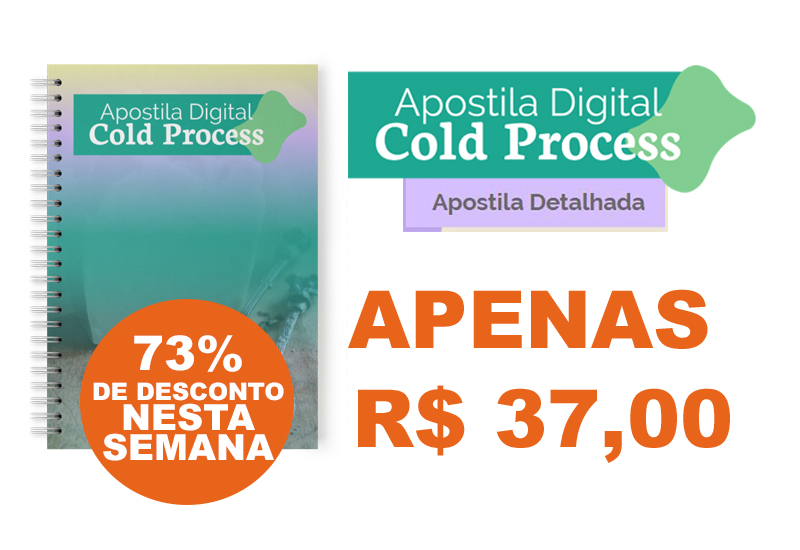 Apostila Digital
Cold Process
73%
DE DESCONTO
NESTA
SEMANA
Apostila Digital
Cold Process
Apostila Detalhada
APENAS
R$ 37,00